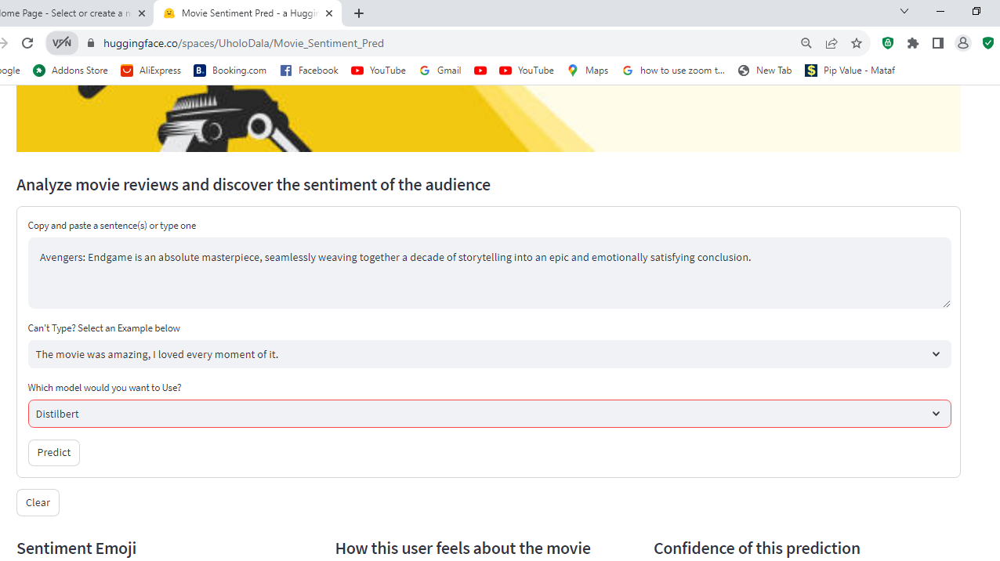 ome Page - Select or create a n
Movie Sentiment Pred - a Huggin
VPN
huggingface.co/spaces/UholoDala/Movie_Sentiment_Pred
ogle Addons Store AliExpress B. Booking.com Facebook YouTube Gmail YouTube Maps how to use zoom t... New Tab $ Pip Value - Mataf
Analyze movie reviews and discover the sentiment of the audience
Copy and paste a sentence(s) or type one
Avengers: Endgame is an absolute masterpiece, seamlessly weaving together a decade of storytelling into an epic and emotionally satisfying conclusion.
Can't Type? Select an Example below
The movie was amazing, I loved every moment of it.
Which model would you want to Use?
Distilbert
Predict
Clear
Sentiment Emoji
How this user feels about the movie
Confidence of this prediction